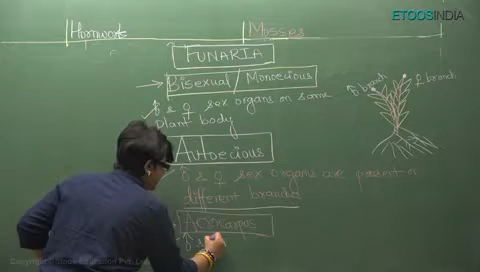 ETOOSINDIA
Hornworts
Mosses
FUNARIA
Bisexual / Monoecious
♂ & ♀ sex organs on same
Plant body
♂ branch
♀ branch
Autoecious
♂ & ♀ sex organs are present on
different branches
Acrocarpus
♂ &